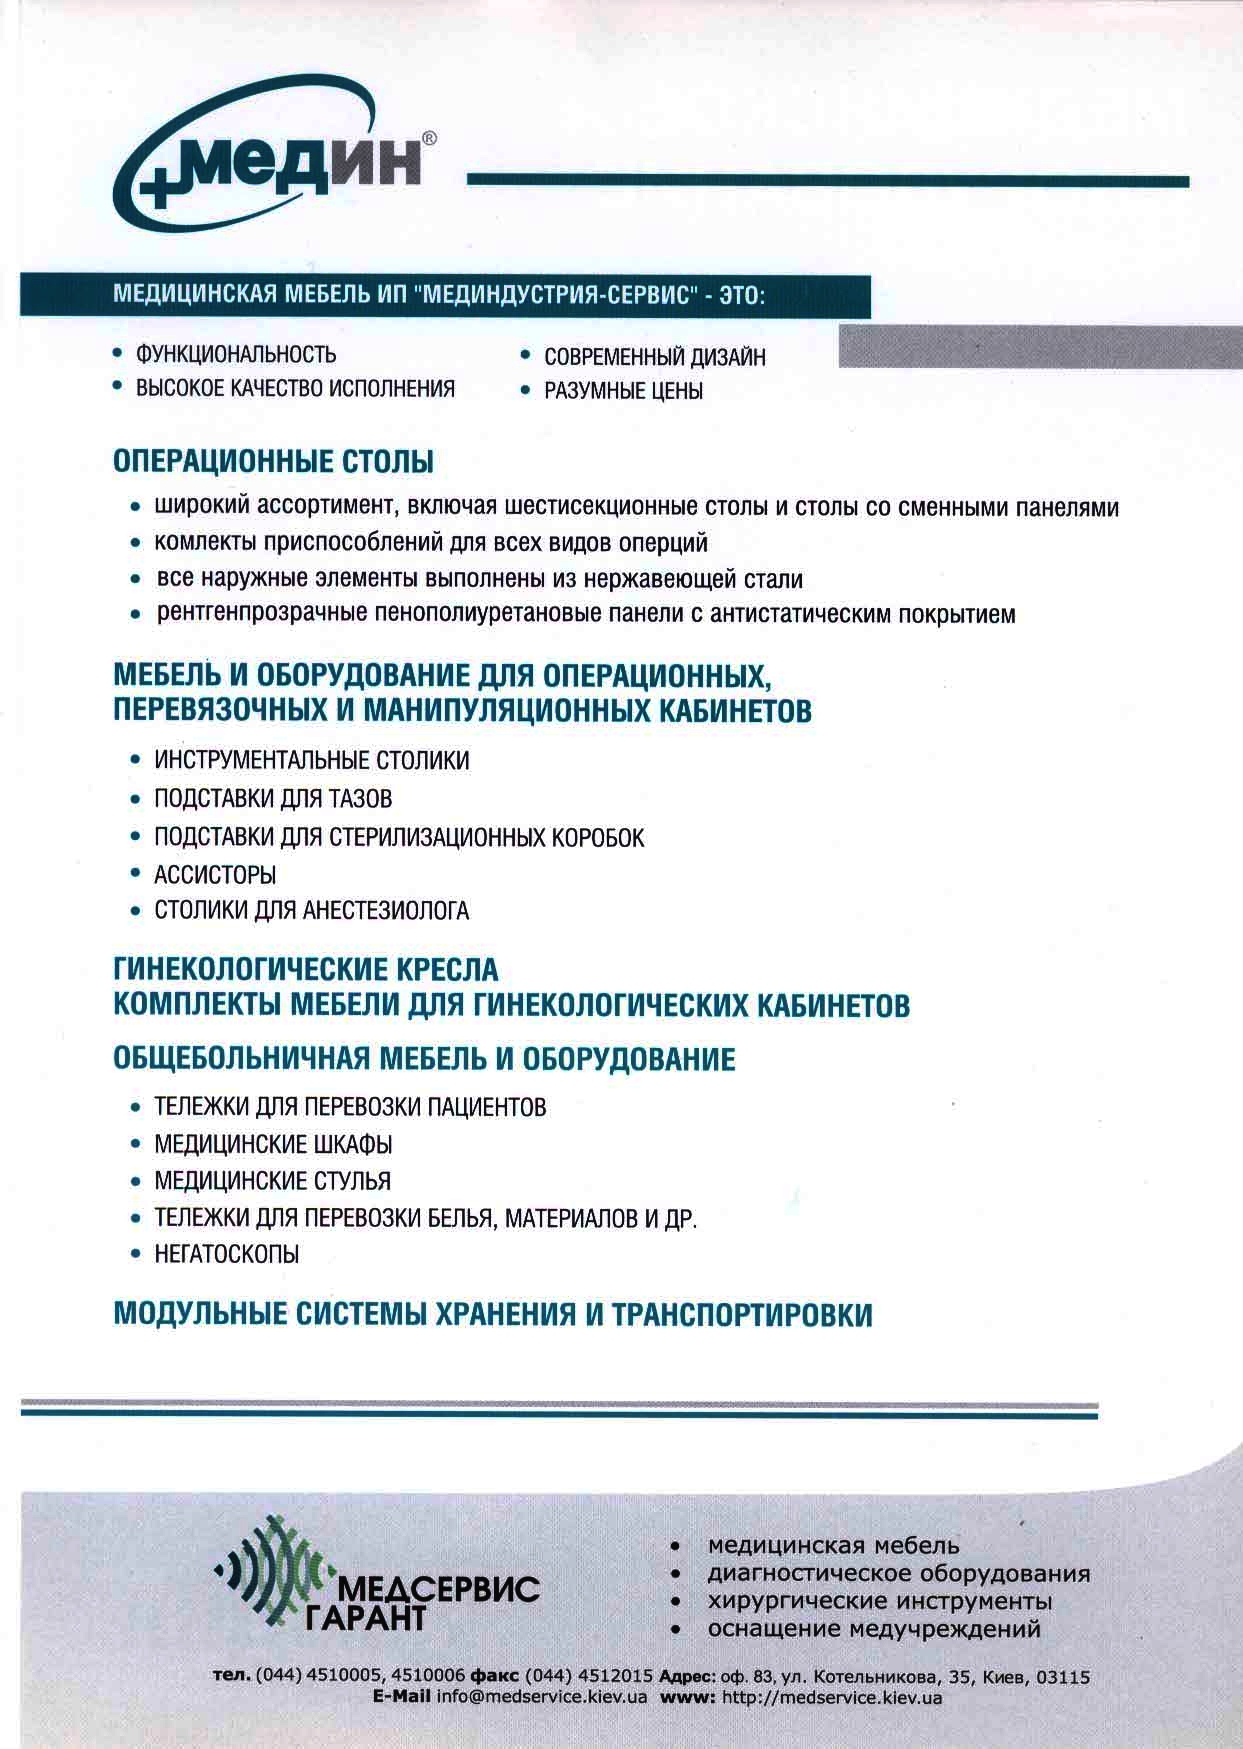 медин®
МЕДИЦИНСКАЯ МЕБЕЛЬ ИП "МЕДИНДУСТРИЯ-СЕРВИС" - ЭТО:
• ФУНКЦИОНАЛЬНОСТЬ
• ВЫСОКОЕ КАЧЕСТВО ИСПОЛНЕНИЯ
• СОВРЕМЕННЫЙ ДИЗАЙН
• РАЗУМНЫЕ ЦЕНЫ
ОПЕРАЦИОННЫЕ СТОЛЫ
• широкий ассортимент, включая шестисекционные столы и столы со сменными панелями
• комлекты приспособлений для всех видов оперций
• все наружные элементы выполнены из нержавеющей стали
• рентгенпрозрачные пенополиуретановые панели с антистатическим покрытием
МЕБЕЛЬ И ОБОРУДОВАНИЕ ДЛЯ ОПЕРАЦИОННЫХ,
ПЕРЕВЯЗОЧНЫХ И МАНИПУЛЯЦИОННЫХ КАБИНЕТОВ
• ИНСТРУМЕНТАЛЬНЫЕ СТОЛИКИ
• ПОДСТАВКИ ДЛЯ ТАЗОВ
• ПОДСТАВКИ ДЛЯ СТЕРИЛИЗАЦИОННЫХ КОРОБОК
• АССИСТОРЫ
• СТОЛИКИ ДЛЯ АНЕСТЕЗИОЛОГА
ГИНЕКОЛОГИЧЕСКИЕ КРЕСЛА
КОМПЛЕКТЫ МЕБЕЛИ ДЛЯ ГИНЕКОЛОГИЧЕСКИХ КАБИНЕТОВ
ОБЩЕБОЛЬНИЧНАЯ МЕБЕЛЬ И ОБОРУДОВАНИЕ
• ТЕЛЕЖКИ ДЛЯ ПЕРЕВОЗКИ ПАЦИЕНТОВ
• МЕДИЦИНСКИЕ ШКАФЫ
• МЕДИЦИНСКИЕ СТУЛЬЯ
• ТЕЛЕЖКИ ДЛЯ ПЕРЕВОЗКИ БЕЛЬЯ, МАТЕРИАЛОВ И ДР.
• НЕГАТОСКОПЫ
МОДУЛЬНЫЕ СИСТЕМЫ ХРАНЕНИЯ И ТРАНСПОРТИРОВКИ
МЕДСЕРВИС
ГАРАНТ
• медицинская мебель
• диагностическое оборудования
• хирургические инструменты
• оснащение медучреждений
тел. (044) 4510005, 4510006 факс (044) 4512015 Адрес: оф. 83, ул. Котельникова, 35, Киев, 03115
E-Mail info@medservice.kiev.ua www: http://medservice.kiev.ua